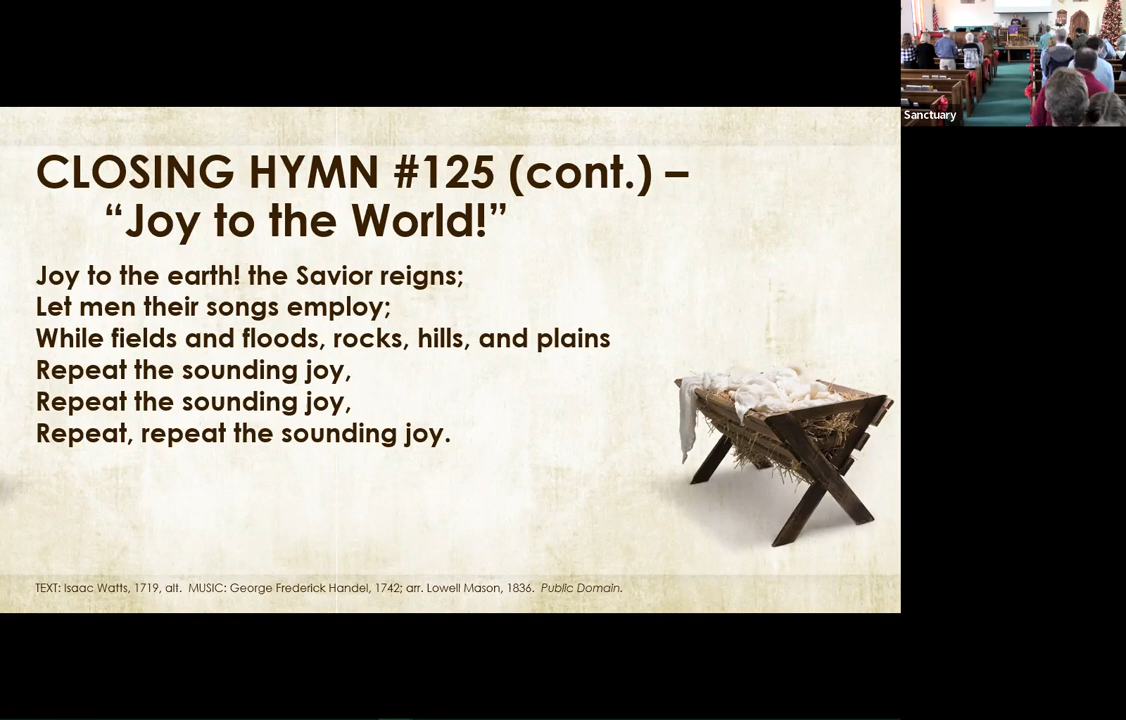 CLOSING HYMN #125 (cont.) –
“Joy to the World!”
Joy to the earth! the Savior reigns;
Let men their songs employ;
While fields and floods, rocks, hills, and plains
Repeat the sounding joy,
Repeat the sounding joy,
Repeat, repeat the sounding joy.
TEXT: Isaac Watts, 1719, alt.  MUSIC: George Frederick Handel, 1742; arr. Lowell Mason, 1836.  Public Domain.
Sanctuary